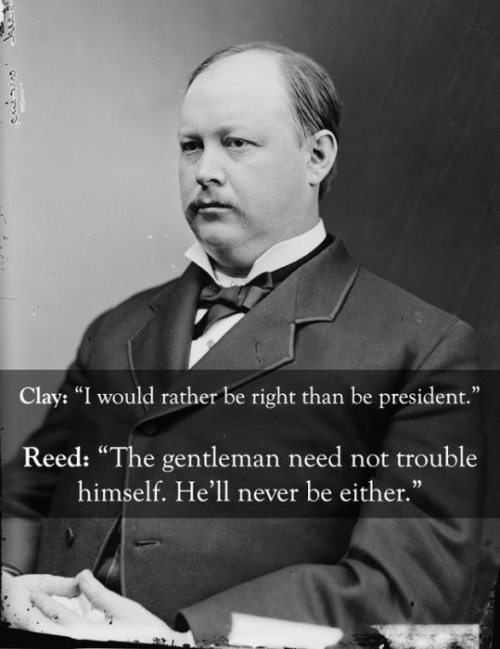 Clay: “I would rather be right than be president.”
Reed: “The gentleman need not trouble
himself. He’ll never be either.”